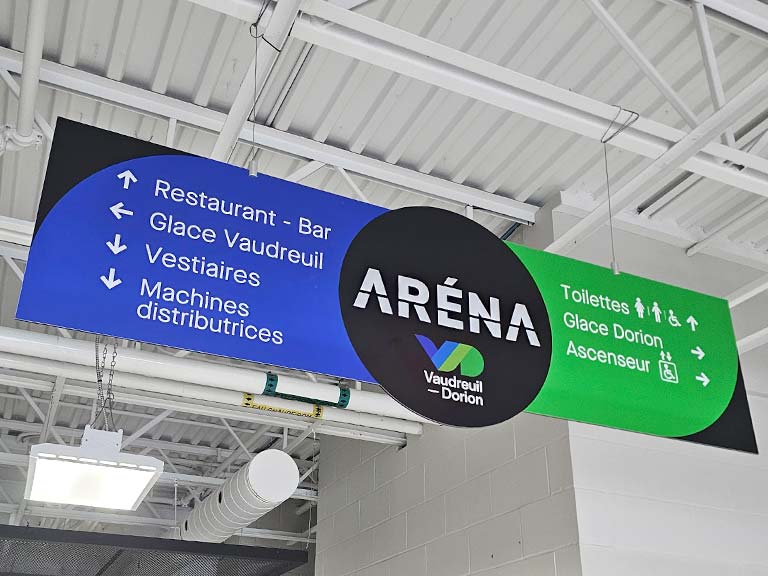 Restaurant - Bar
Glace Vaudreuil
Vestiaires
Machines
distributrices
ARÉNA
Vaudreuil
—Dorion
Toilettes
Glace Dorion
Ascenseur